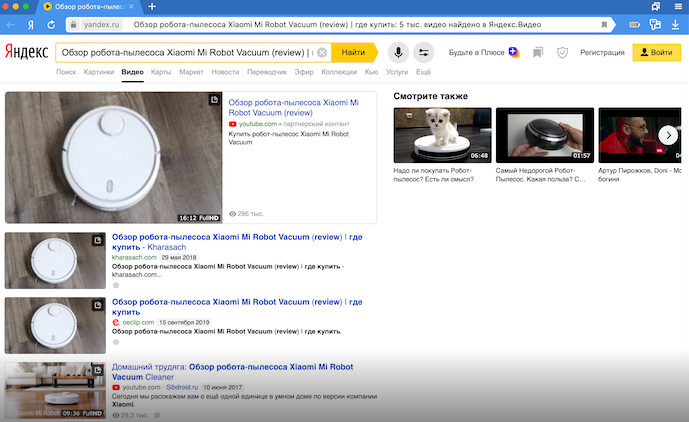 Обзор робота-пылесос
yandex.ru
Обзор робота-пылесоса Xiaomi Mi Robot Vacuum (review) | где купить: 5 тыс. видео найдено в Яндекс.Видео
Яндекс
Обзор робота-пылесоса Xiaomi Mi Robot Vacuum (review) |
Найти
Будьте в Плюсе
Регистрация
Войти
Поиск Картинки Видео Карты Маркет Новости Переводчик Эфир Коллекции Кью Услуги Ещё
16:12 FullHD
Обзор робота-пылесоса Xiaomi Mi
Robot Vacuum (review)
youtube.com • партнерский контент
Купить робот-пылесос Xiaomi Mi Robot
Vacuum
286 тыс.
Обзор робота-пылесоса Xiaomi Mi Robot Vacuum (review) | где
купить - Kharasach
kharasach.com 29 мая 2018
Обзор робота-пылесоса Xiaomi Mi Robot Vacuum (review) | где купить -
kharasach.com...
Обзор робота-пылесоса Xiaomi Mi Robot Vacuum (review) | где
купить
oeclip.com 15 сентября 2019
Обзор робота-пылесоса Xiaomi Mi Robot Vacuum (review) | где купить.
Xiaomi Mi Robot
09:36 FullHD
Домашний трудяга: Обзор робота-пылесоса Xiaomi Mi Robot
Vacuum Cleaner
youtube.com › Sibdroid.ru 10 июня 2017
Сегодня мы расскажем вам о ещё одной единице в умном доме по версии компании
Xiaomi.
29,3 тыс.
Смотрите также
06:48
01:57
Надо ли покупать Робот-
пылесос? Есть ли смысл?
Самый Недорогой Робот-
Пылесос. Какая польза? С...
Артур Пирожков, Doni - Мо
богиня